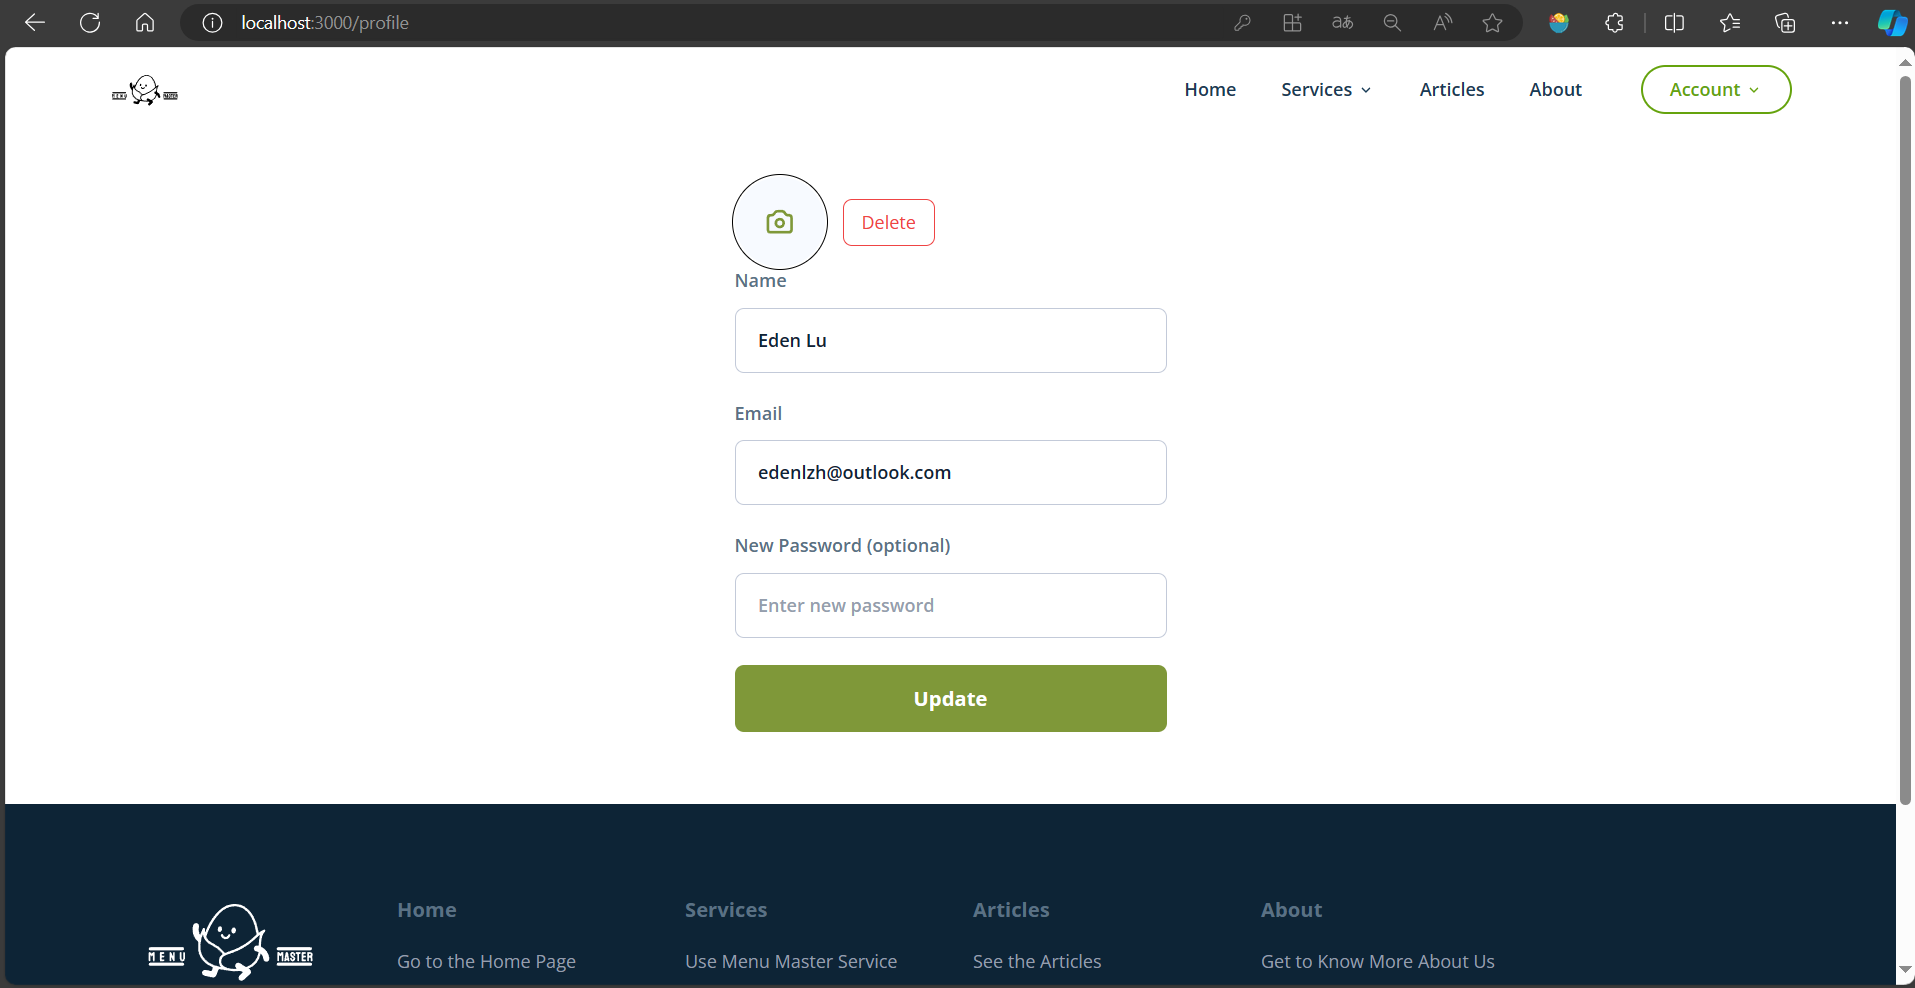 localhost:3000/profile
MENU MASTER
Home Services Articles About Account
Delete
Name
Eden Lu
Email
edenlzh@outlook.com
New Password (optional)
Enter new password
Update
Home Services Articles About
MENU MASTER
Go to the Home Page Use Menu Master Service See the Articles Get to Know More About Us